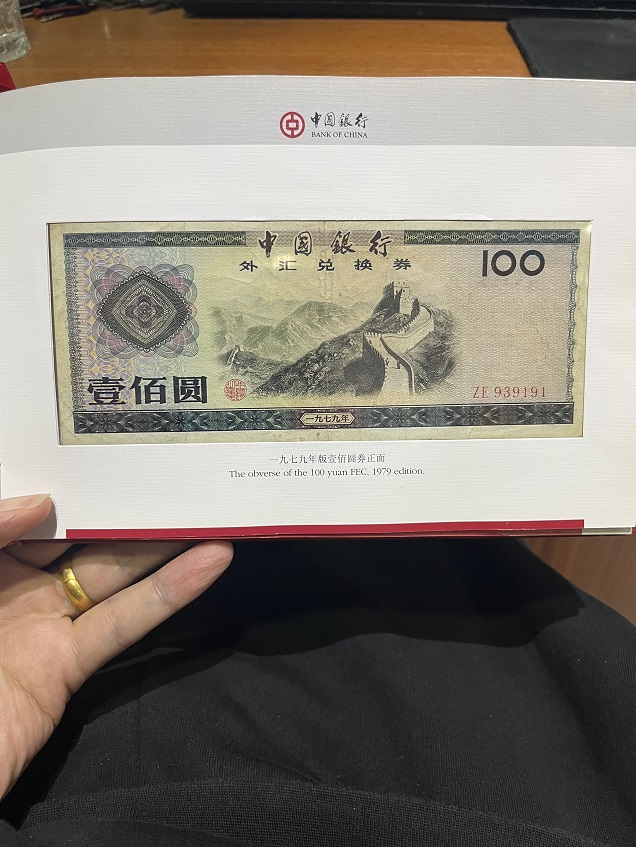 中国銀行
BANK OF CHINA
中国銀行
外汇兑换券
100
壹佰圆
ZE 939191
一九七九年
一九七九年版壹佰圆券正面
The obverse of the 100 yuan FEC, 1979 edition.